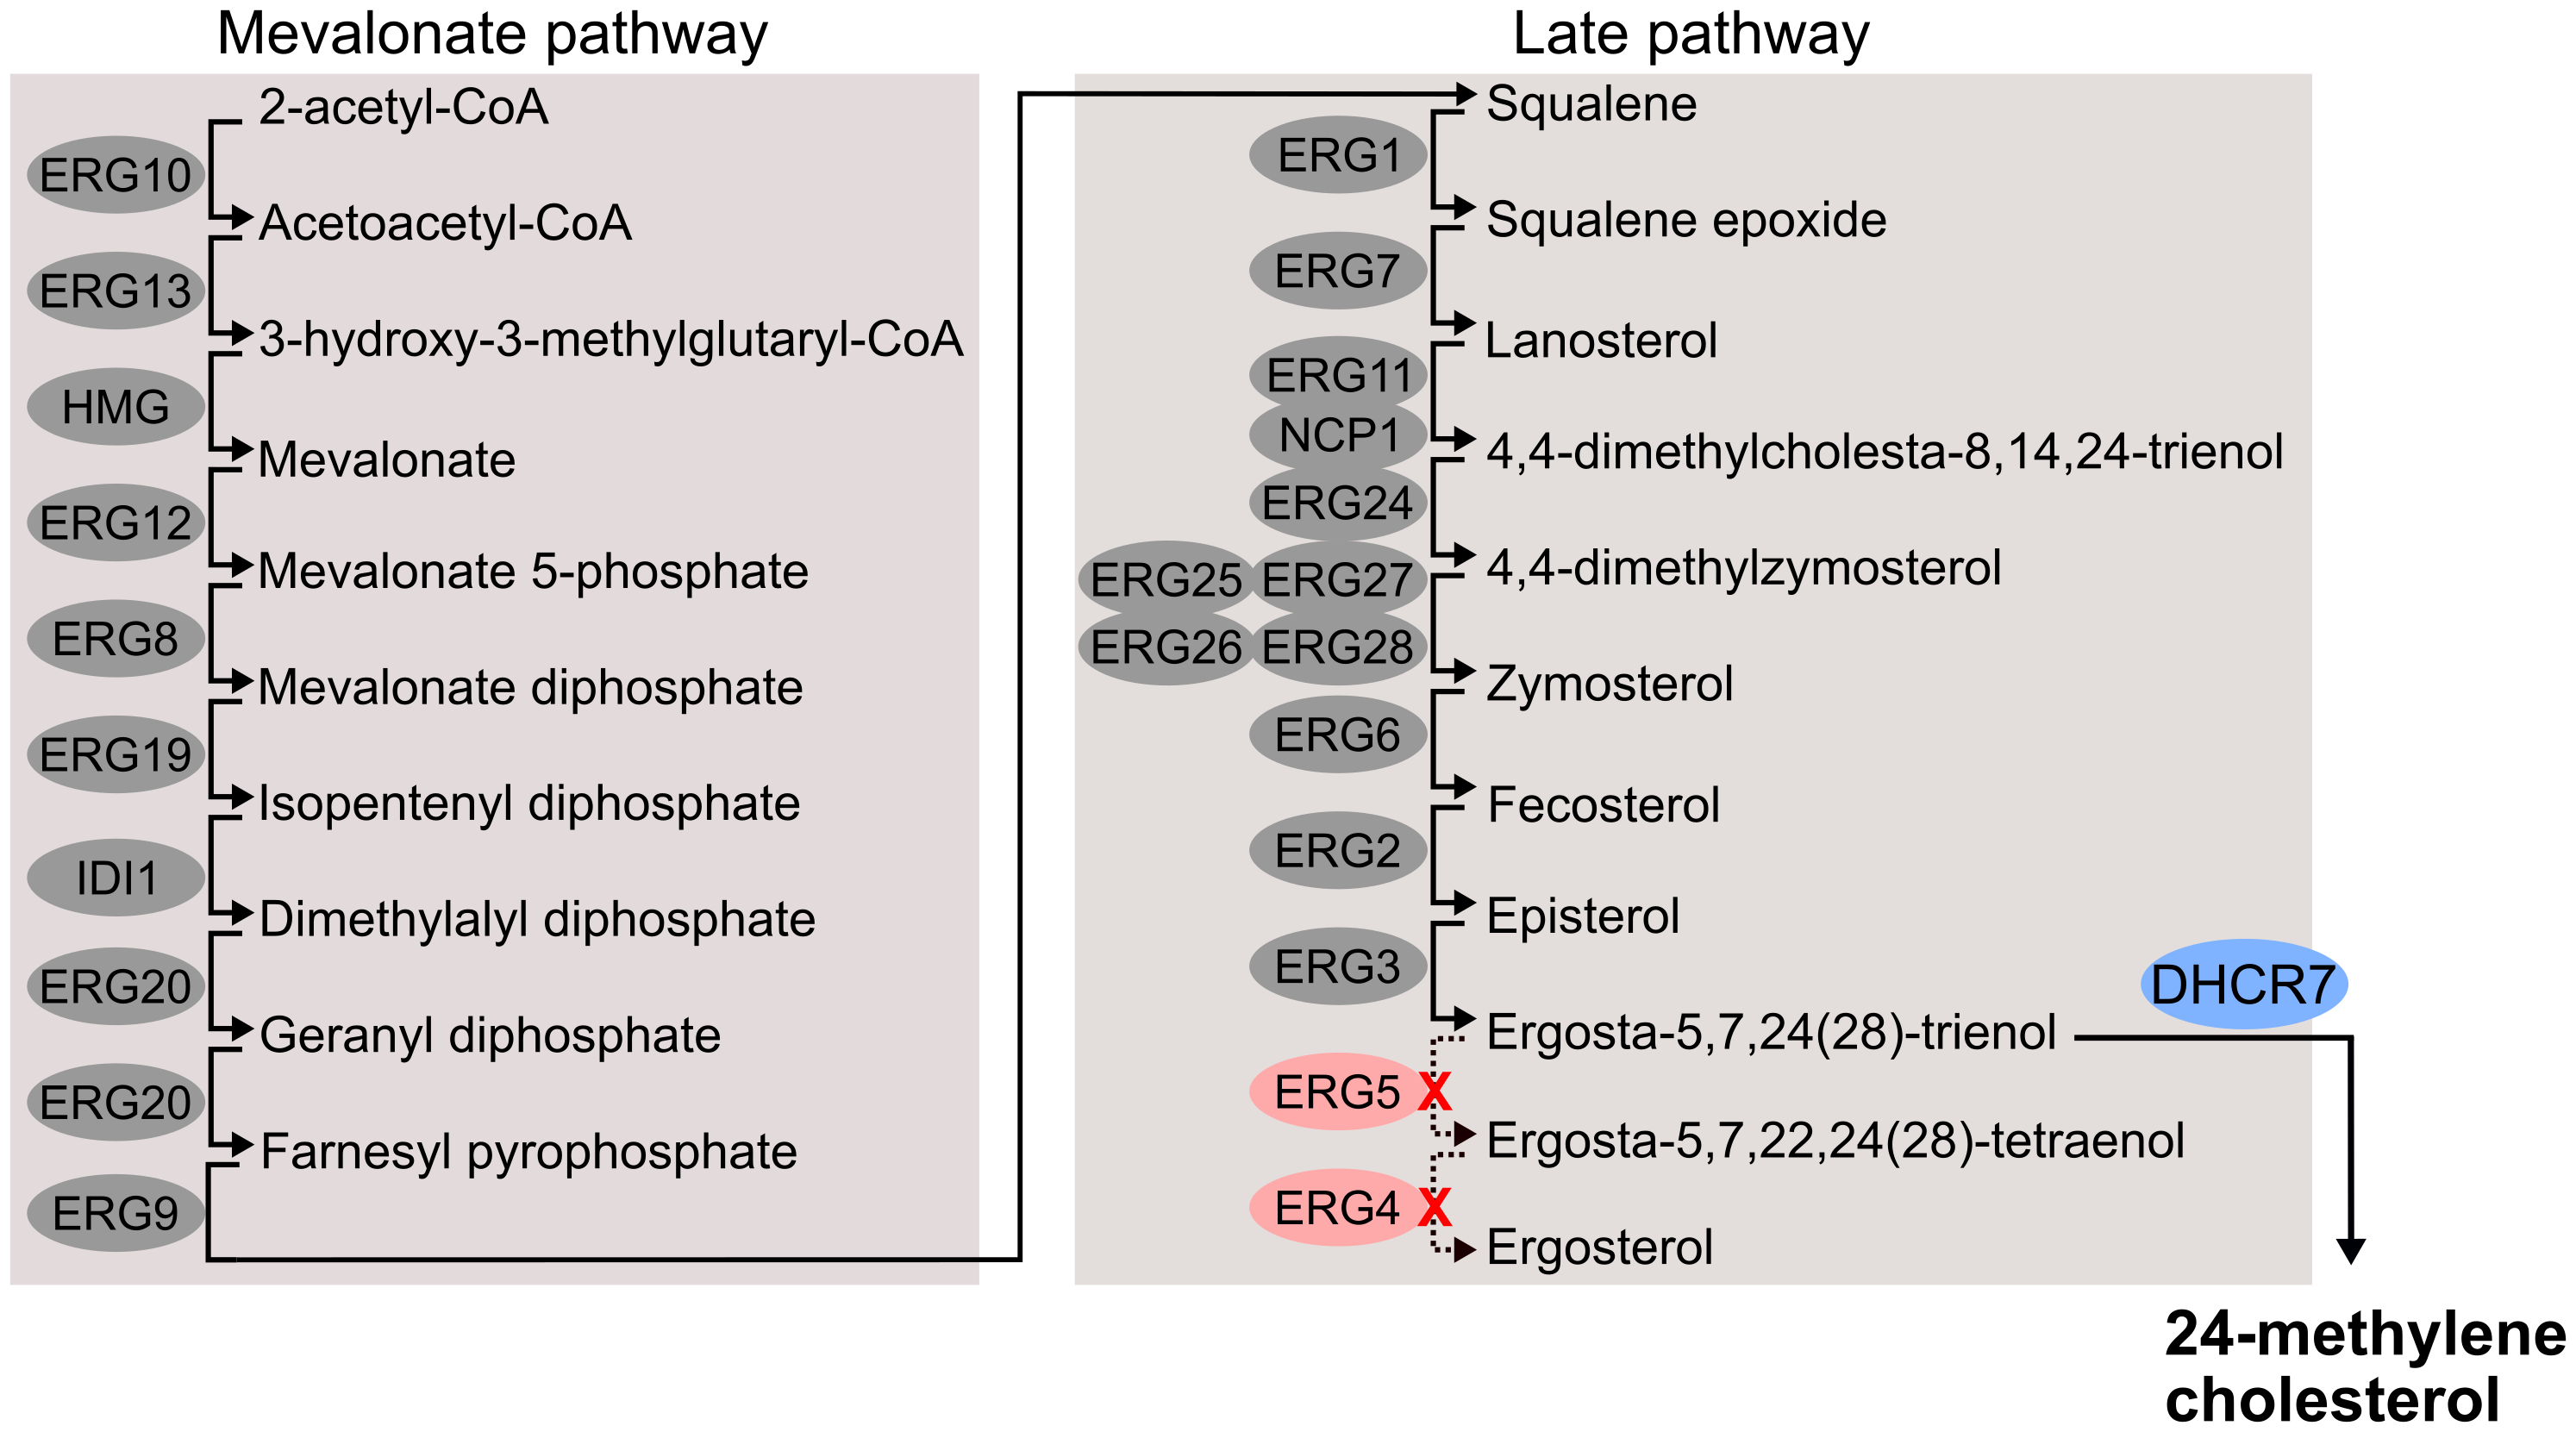 Mevalonate pathway
2-acetyl-CoA
ERG10
Acetoacetyl-CoA
ERG13
3-hydroxy-3-methylglutaryl-CoA
HMG
Mevalonate
ERG12
Mevalonate 5-phosphate
ERG8
Mevalonate diphosphate
ERG19
Isopentenyl diphosphate
IDI1
Dimethylalyl diphosphate
ERG20
Geranyl diphosphate
ERG20
Farnesyl pyrophosphate
ERG9
Late pathway
Squalene
ERG1
Squalene epoxide
ERG7
Lanosterol
ERG11
NCP1
4,4-dimethylcholesta-8,14,24-trienol
ERG24
4,4-dimethylzymosterol
ERG25 ERG27
ERG26 ERG28
Zymosterol
ERG6
Fecosterol
ERG2
Episterol
ERG3
DHCR7
Ergosta-5,7,24(28)-trienol
ERG5 X
Ergosta-5,7,22,24(28)-tetraenol
ERG4 X
Ergosterol
24-methylene
cholesterol